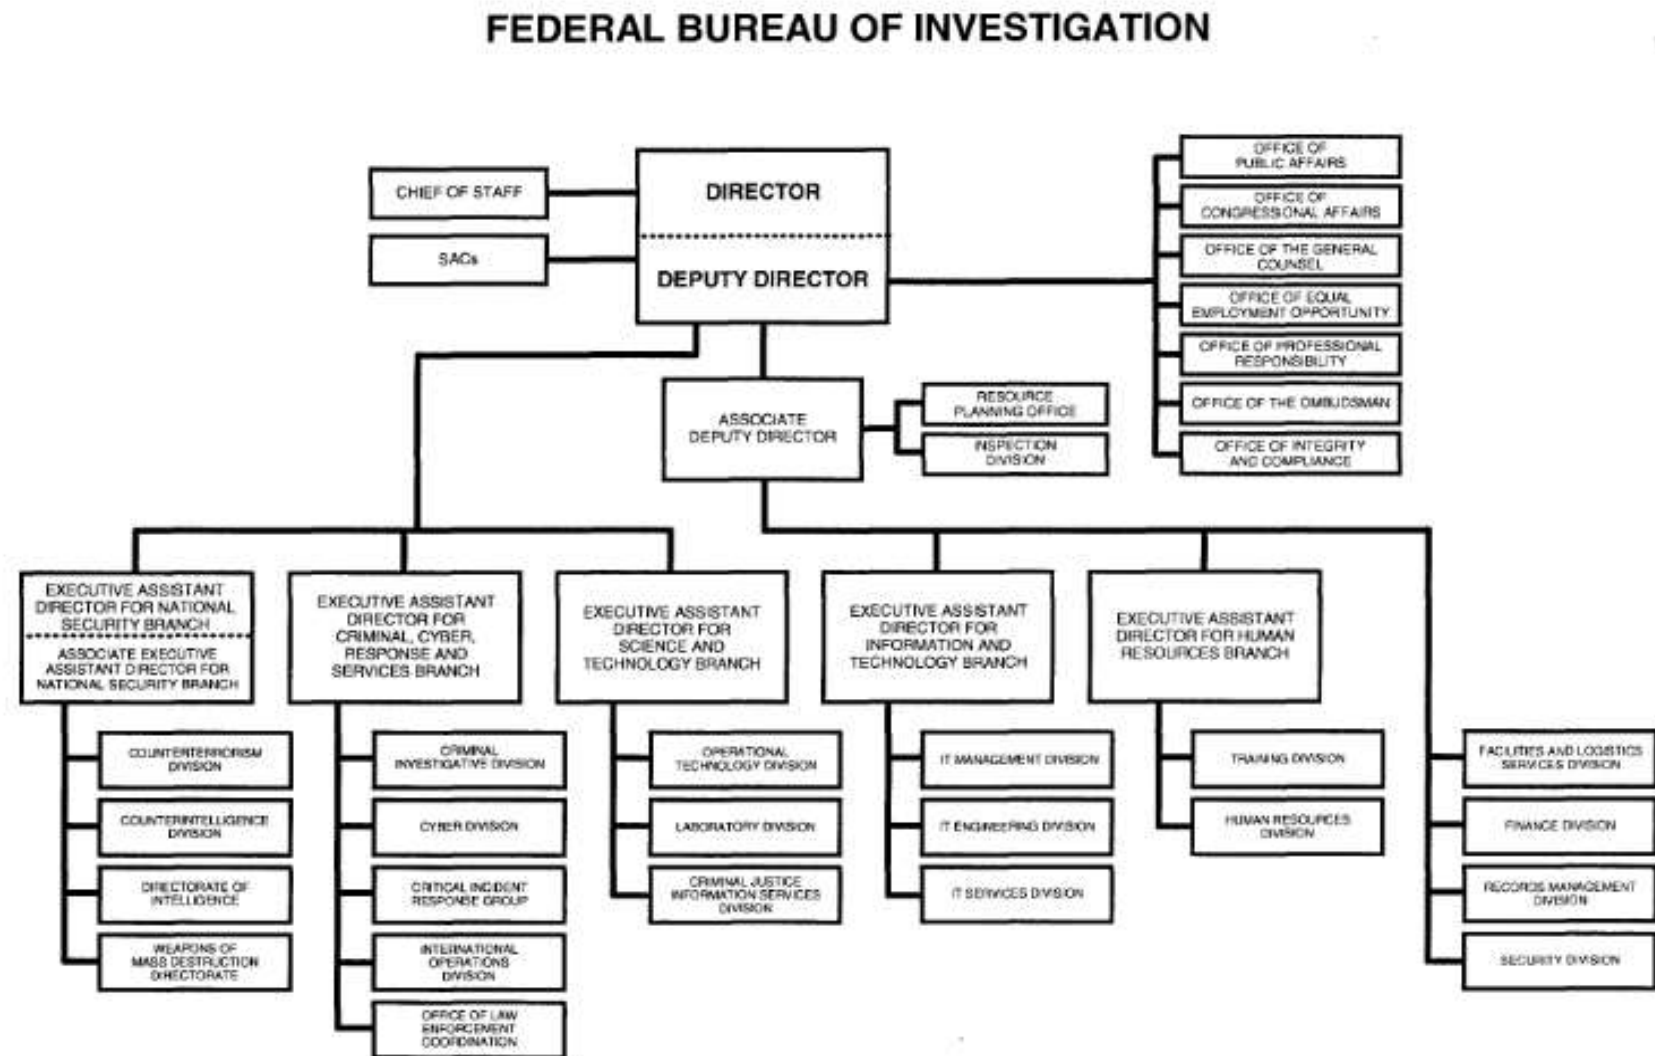 FEDERAL BUREAU OF INVESTIGATION
CHIEF OF STAFF
SACs
DIRECTOR
DEPUTY DIRECTOR
OFFICE OF
PUBLIC AFFAIRS
OFFICE OF
CONGRESSIONAL AFFAIRS
OFFICE OF THE GENERAL
COUNSEL
OFFICE OF EQUAL
EMPLOYMENT OPPORTUNITY
OFFICE OF PROFESSIONAL
RESPONSIBILITY
OFFICE OF THE OMBUDSMAN
OFFICE OF INTEGRITY
AND COMPLIANCE
ASSOCIATE
DEPUTY DIRECTOR
RESOURCE
PLANNING OFFICE
INSPECTION
DIVISION
EXECUTIVE ASSISTANT
DIRECTOR FOR NATIONAL
SECURITY BRANCH
ASSOCIATE EXECUTIVE
ASSISTANT DIRECTOR FOR
NATIONAL SECURITY BRANCH
EXECUTIVE ASSISTANT
DIRECTOR FOR
CRIMINAL, CYBER,
RESPONSE AND
SERVICES BRANCH
EXECUTIVE ASSISTANT
DIRECTOR FOR
SCIENCE AND
TECHNOLOGY BRANCH
EXECUTIVE ASSISTANT
DIRECTOR FOR
INFORMATION AND
TECHNOLOGY BRANCH
EXECUTIVE ASSISTANT
DIRECTOR FOR HUMAN
RESOURCES BRANCH
COUNTERTERRORISM
DIVISION
COUNTERINTELLIGENCE
DIVISION
DIRECTORATE OF
INTELLIGENCE
WEAPONS OF
MASS DESTRUCTION
DIRECTORATE
CRIMINAL
INVESTIGATIVE DIVISION
CYBER DIVISION
CRITICAL INCIDENT
RESPONSE GROUP
INTERNATIONAL
OPERATIONS
DIVISION
OFFICE OF LAW
ENFORCEMENT
COORDINATION
OPERATIONAL
TECHNOLOGY DIVISION
LABORATORY DIVISION
CRIMINAL JUSTICE
INFORMATION SERVICES
DIVISION
IT MANAGEMENT DIVISION
IT ENGINEERING DIVISION
IT SERVICES DIVISION
TRAINING DIVISION
HUMAN RESOURCES
DIVISION
FACILITIES AND LOGISTICS
SERVICES DIVISION
FINANCE DIVISION
RECORDS MANAGEMENT
DIVISION
SECURITY DIVISION